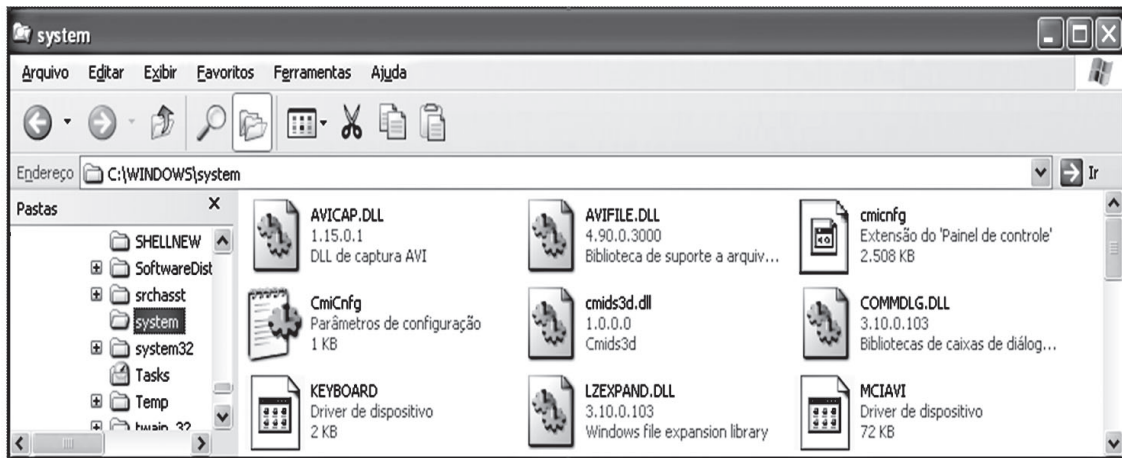 system
Arquivo Editar Exibir Favoritos Ferramentas Ajuda
Endereço C:\WINDOWS\system Ir
Pastas X
SHELLNEW
SoftwareDist
srchasst
system
system32
Tasks
Temp
twain_32
AVICAP.DLL
1.15.0.1
DLL de captura AVI
AVIFILE.DLL
4.90.0.3000
Biblioteca de suporte a arquiv...
cmicnfg
Extensão do 'Painel de controle'
2.508 KB
CmiCnfg
Parâmetros de configuração
1 KB
cmids3d.dll
1.0.0.0
Cmids3d
COMMDLG.DLL
3.10.0.103
Bibliotecas de caixas de diálog...
KEYBOARD
Driver de dispositivo
2 KB
LZEXPAND.DLL
3.10.0.103
Windows file expansion library
MCIAVI
Driver de dispositivo
72 KB